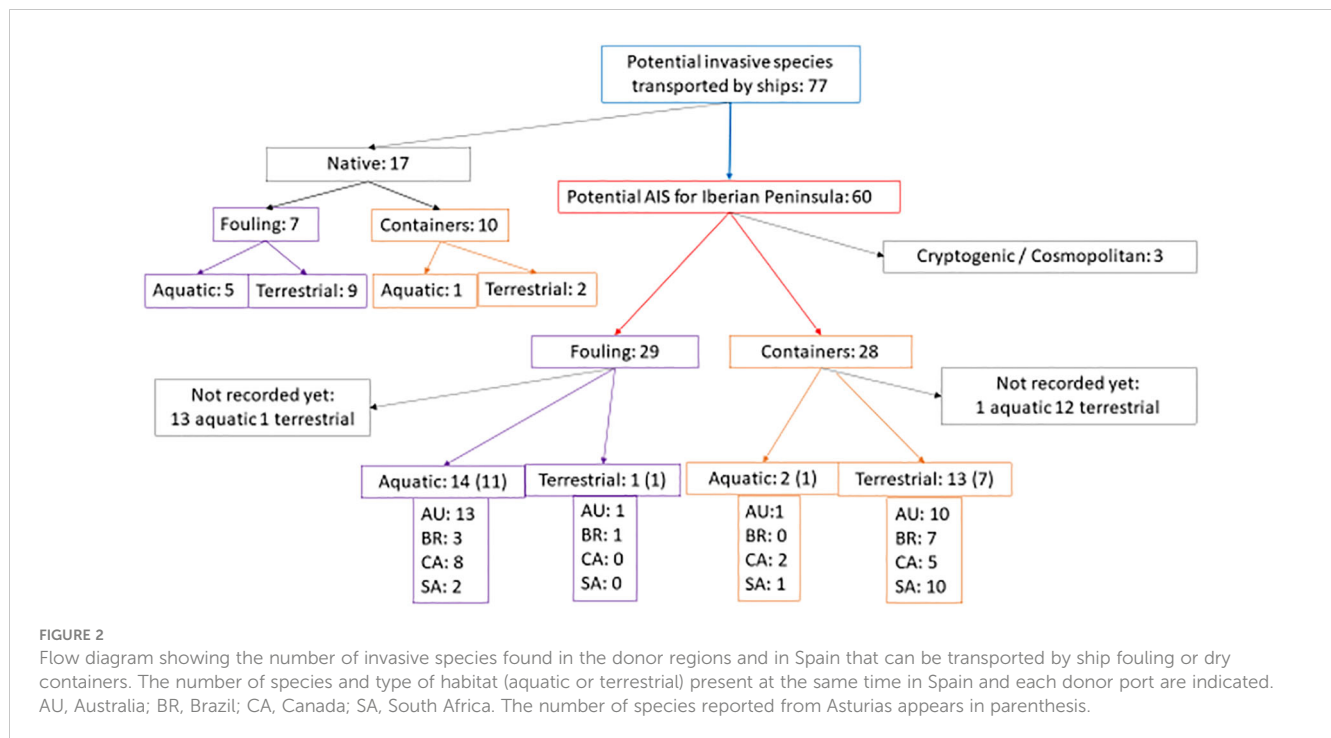 Potential invasive species
transported by ships: 77
Native: 17
Potential AIS for Iberian Peninsula: 60
Fouling: 7
Containers: 10
Cryptogenic / Cosmopolitan: 3
Aquatic: 5
Terrestrial: 9
Aquatic: 1
Terrestrial: 2
Fouling: 29
Containers: 28
Not recorded yet:
13 aquatic 1 terrestrial
Not recorded yet:
1 aquatic 12 terrestrial
Aquatic: 14 (11)
Terrestrial: 1 (1)
Aquatic: 2 (1)
Terrestrial: 13 (7)
AU: 13
BR: 3
CA: 8
SA: 2
AU: 1
BR: 1
CA: 0
SA: 0
AU:1
BR: 0
CA: 2
SA: 1
AU: 10
BR: 7
CA: 5
SA: 10
FIGURE 2
Flow diagram showing the number of invasive species found in the donor regions and in Spain that can be transported by ship fouling or dry
containers. The number of species and type of habitat (aquatic or terrestrial) present at the same time in Spain and each donor port are indicated.
AU, Australia; BR, Brazil; CA, Canada; SA, South Africa. The number of species reported from Asturias appears in parenthesis.